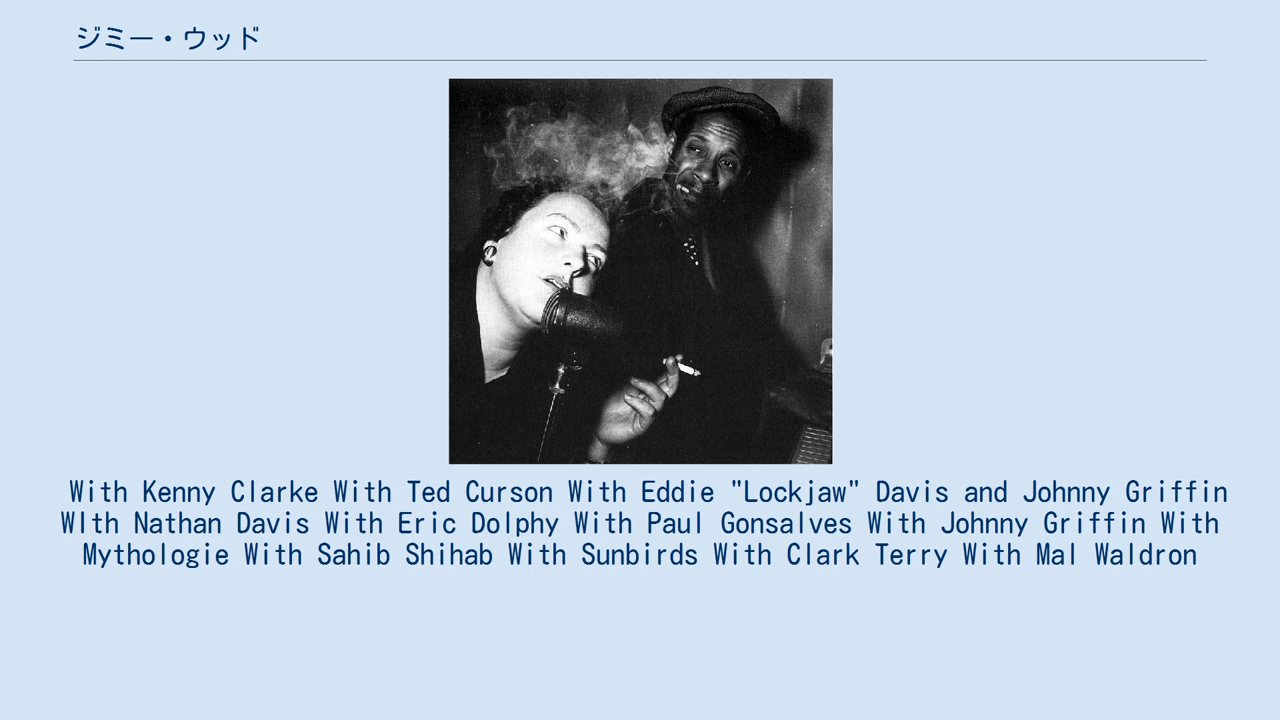 ジミー・ウッド
With Kenny Clarke With Ted Curson With Eddie "Lockjaw" Davis and Johnny Griffin
WIth Nathan Davis With Eric Dolphy With Paul Gonsalves With Johnny Griffin With
Mythologie With Sahib Shihab With Sunbirds With Clark Terry With Mal Waldron